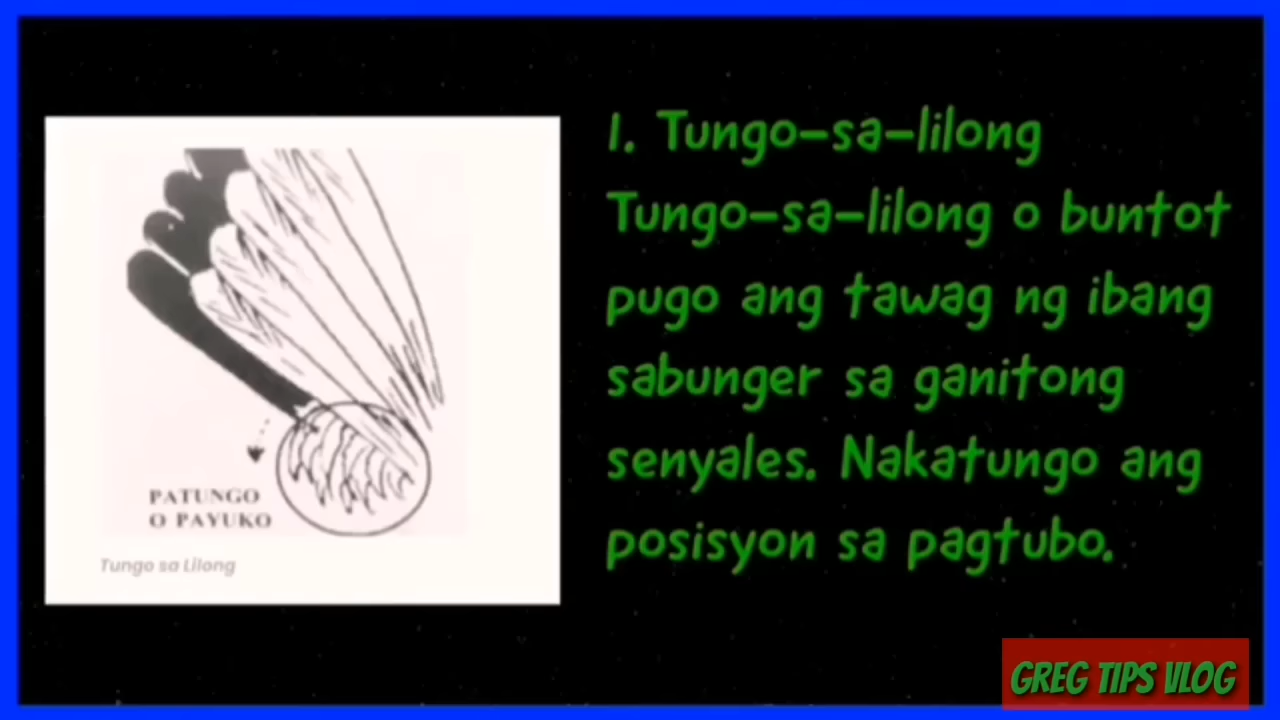 1. Tungo-sa-lilong
Tungo-sa-lilong o buntot
pugo ang tawag ng ibang
sabunger sa ganitong
senyales. Nakatungo ang
posisyon sa pagtubo.
PATUNGO
O PAYUKO
Tungo sa Lilong
GREG TIPS VLOG